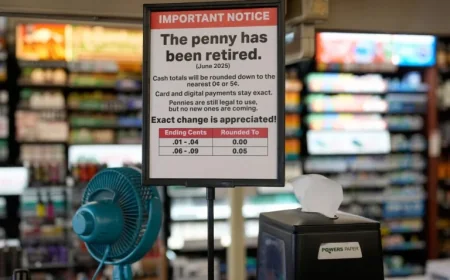 IMPORTANT NOTICE
The penny has
been retired.
(June 2025)
Cash totals will be rounded down to the
nearest 0¢ or 5¢.
Card and digital payments stay exact.
Pennies are still legal to use,
but no new ones are coming.
Exact change is appreciated!
Ending Cents Rounded To
.01 - .04 0.00
.06 - .09 0.05
POWERS